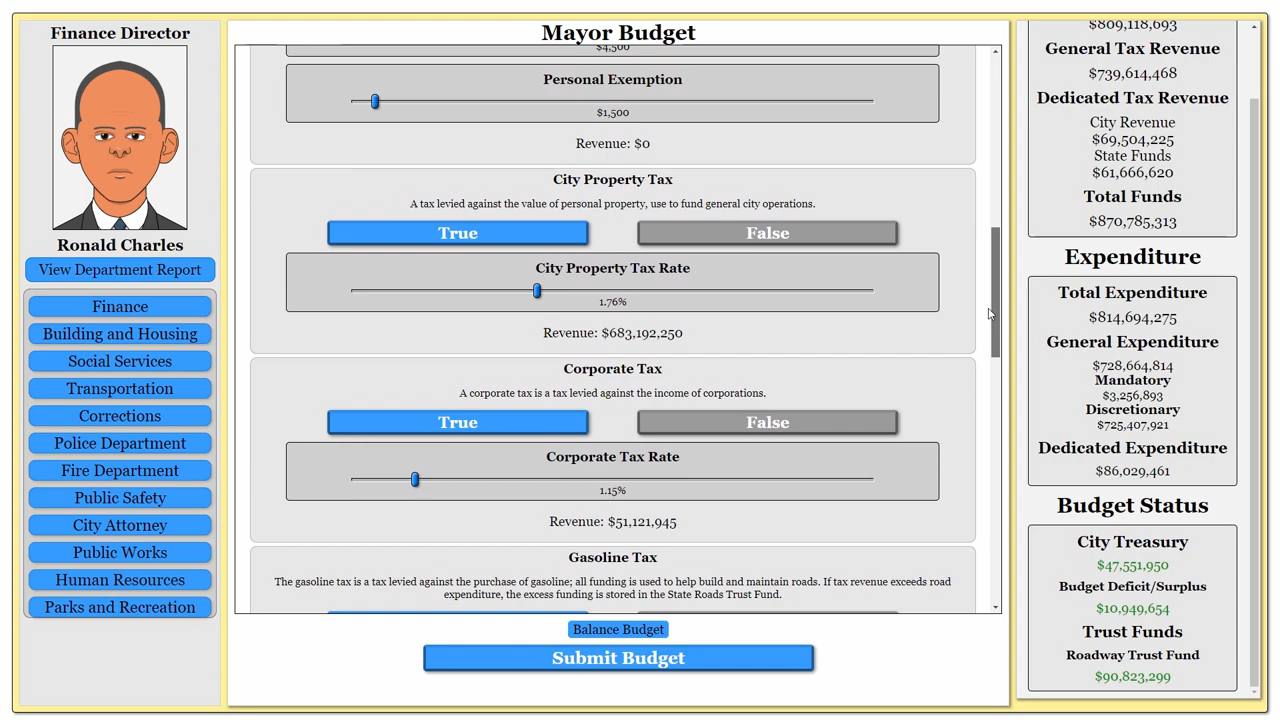 Finance Director
Ronald Charles
View Department Report
Finance
Building and Housing
Social Services
Transportation
Corrections
Police Department
Fire Department
Public Safety
City Attorney
Public Works
Human Resources
Parks and Recreation
Mayor Budget
$4,500
Personal Exemption
$1,500
Revenue: $0
City Property Tax
A tax levied against the value of personal property, use to fund general city operations.
True False
City Property Tax Rate
1.76%
Revenue: $683,192,250
Corporate Tax
A corporate tax is a tax levied against the income of corporations.
True False
Corporate Tax Rate
1.15%
Revenue: $51,121,945
Gasoline Tax
The gasoline tax is a tax levied against the purchase of gasoline; all funding is used to help build and maintain roads. If tax revenue exceeds road
expenditure, the excess funding is stored in the State Roads Trust Fund.
Balance Budget
Submit Budget
$809,118,693
General Tax Revenue
$739,614,468
Dedicated Tax Revenue
City Revenue
$69,504,225
State Funds
$61,666,620
Total Funds
$870,785,313
Expenditure
Total Expenditure
$814,694,275
General Expenditure
$728,664,814
Mandatory
$3,256,893
Discretionary
$725,407,921
Dedicated Expenditure
$86,029,461
Budget Status
City Treasury
$47,551,950
Budget Deficit/Surplus
$10,949,654
Trust Funds
Roadway Trust Fund
$90,823,299